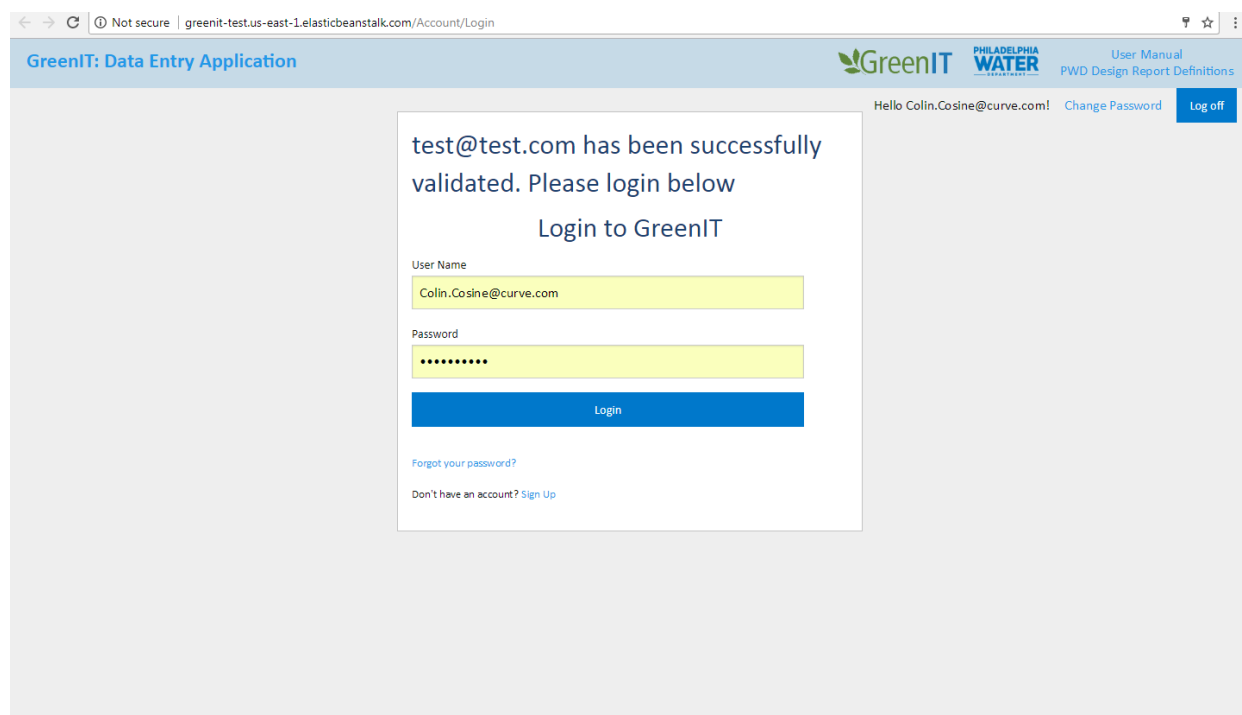 Not secure | greenit-test.us-east-1.elasticbeanstalk.com/Account/Login
GreenIT: Data Entry Application
GreenIT
PHILADELPHIA
WATER
DEPARTMENT
User Manual
PWD Design Report Definitions
Hello Colin.Cosine@curve.com! Change Password Log off
test@test.com has been successfully
validated. Please login below
Login to GreenIT
User Name
Colin.Cosine@curve.com
Password
••••••••••
Login
Forgot your password?
Don't have an account? Sign Up